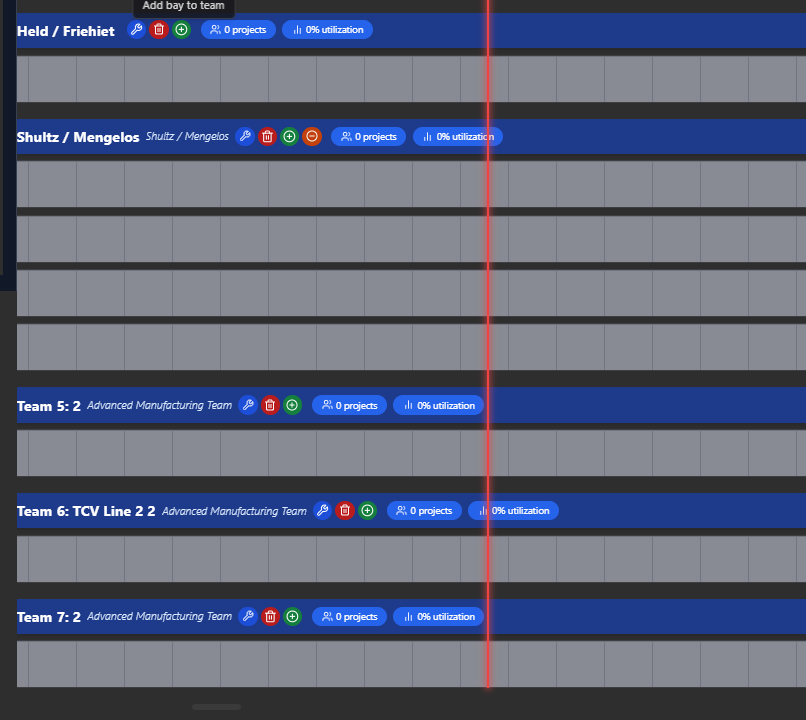 Add bay to team
Held / Friehiet 0 projects 0% utilization
Shultz / Mengelos Shultz / Mengelos 0 projects 0% utilization
Team 5: 2 Advanced Manufacturing Team 0 projects 0% utilization
Team 6: TCV Line 2 2 Advanced Manufacturing Team 0 projects 0% utilization
Team 7: 2 Advanced Manufacturing Team 0 projects 0% utilization